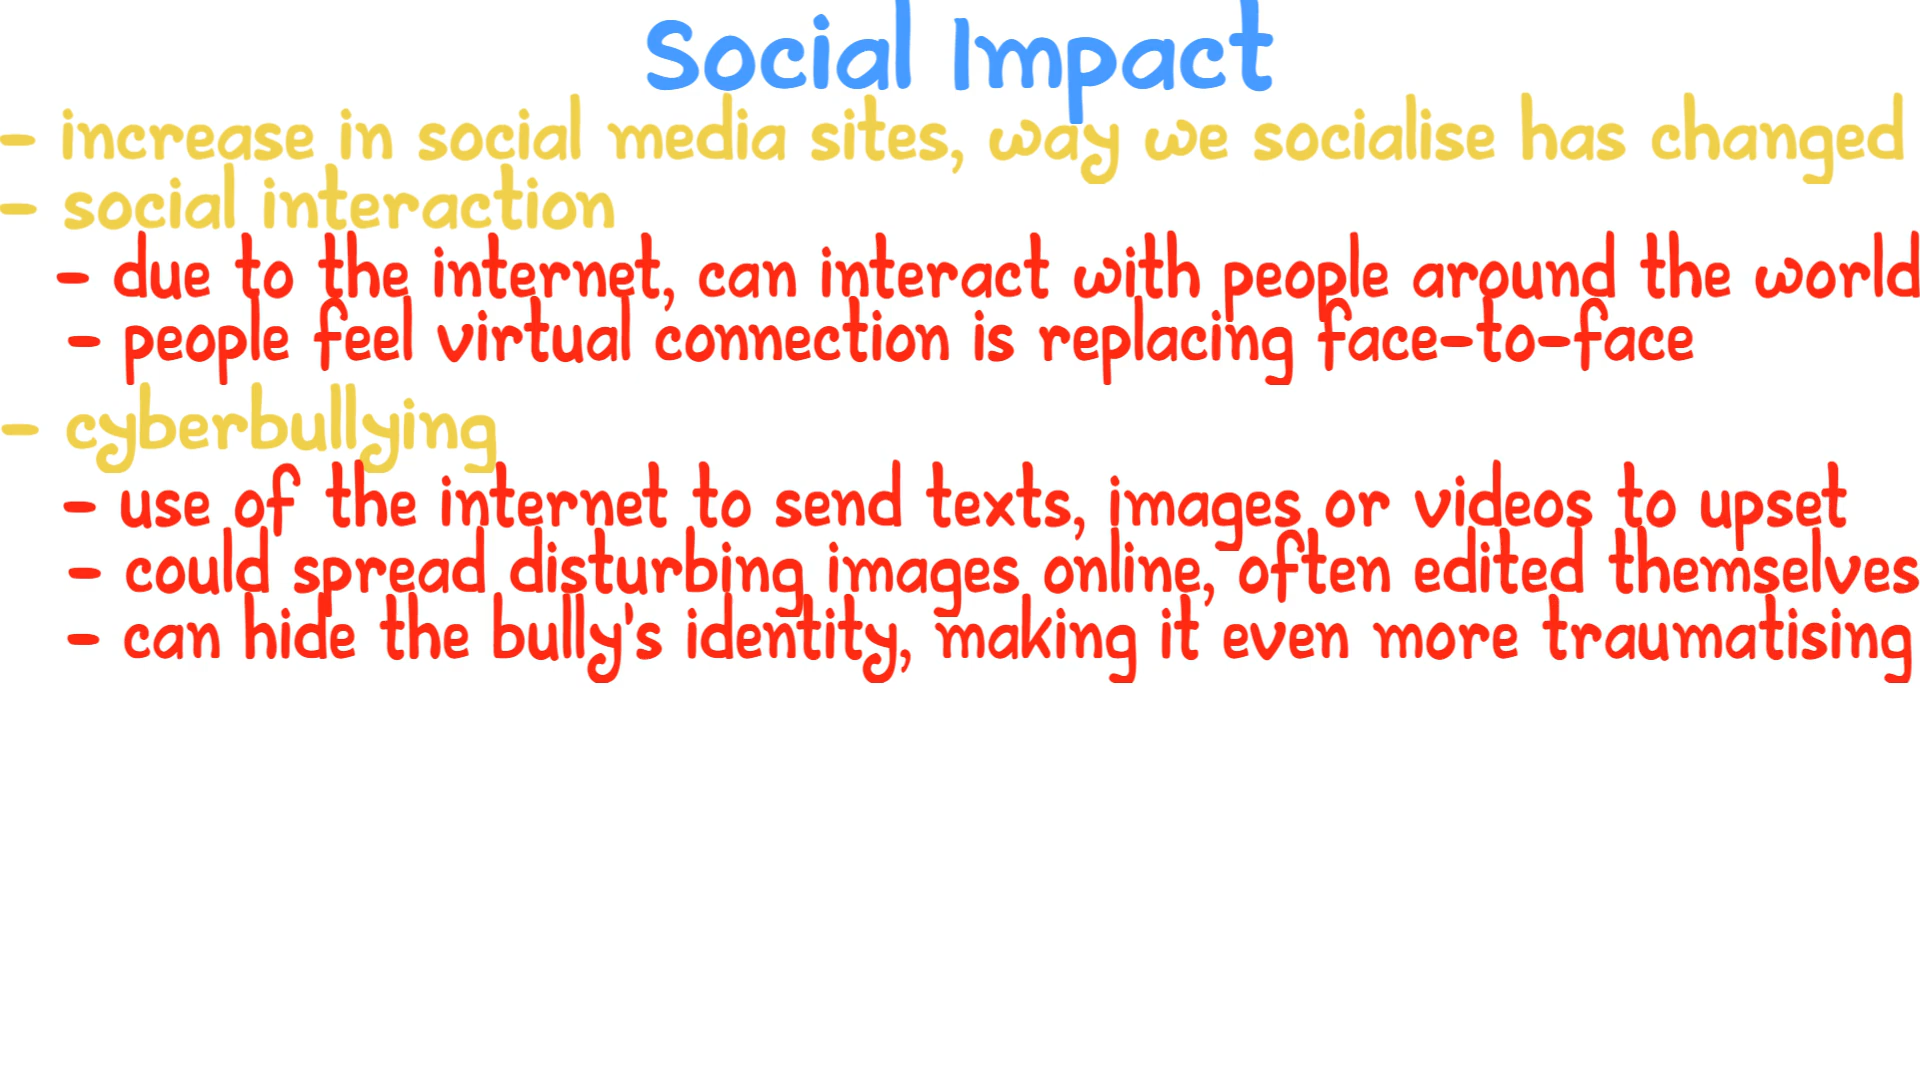 Social Impact
- increase in social media sites, way we socialise has changed
- social interaction
- due to the internet, can interact with people around the world
- people feel virtual connection is replacing face-to-face
- cyberbullying
- use of the internet to send texts, images or videos to upset
- could spread disturbing images online, often edited themselves
- can hide the bully's identity, making it even more traumatising